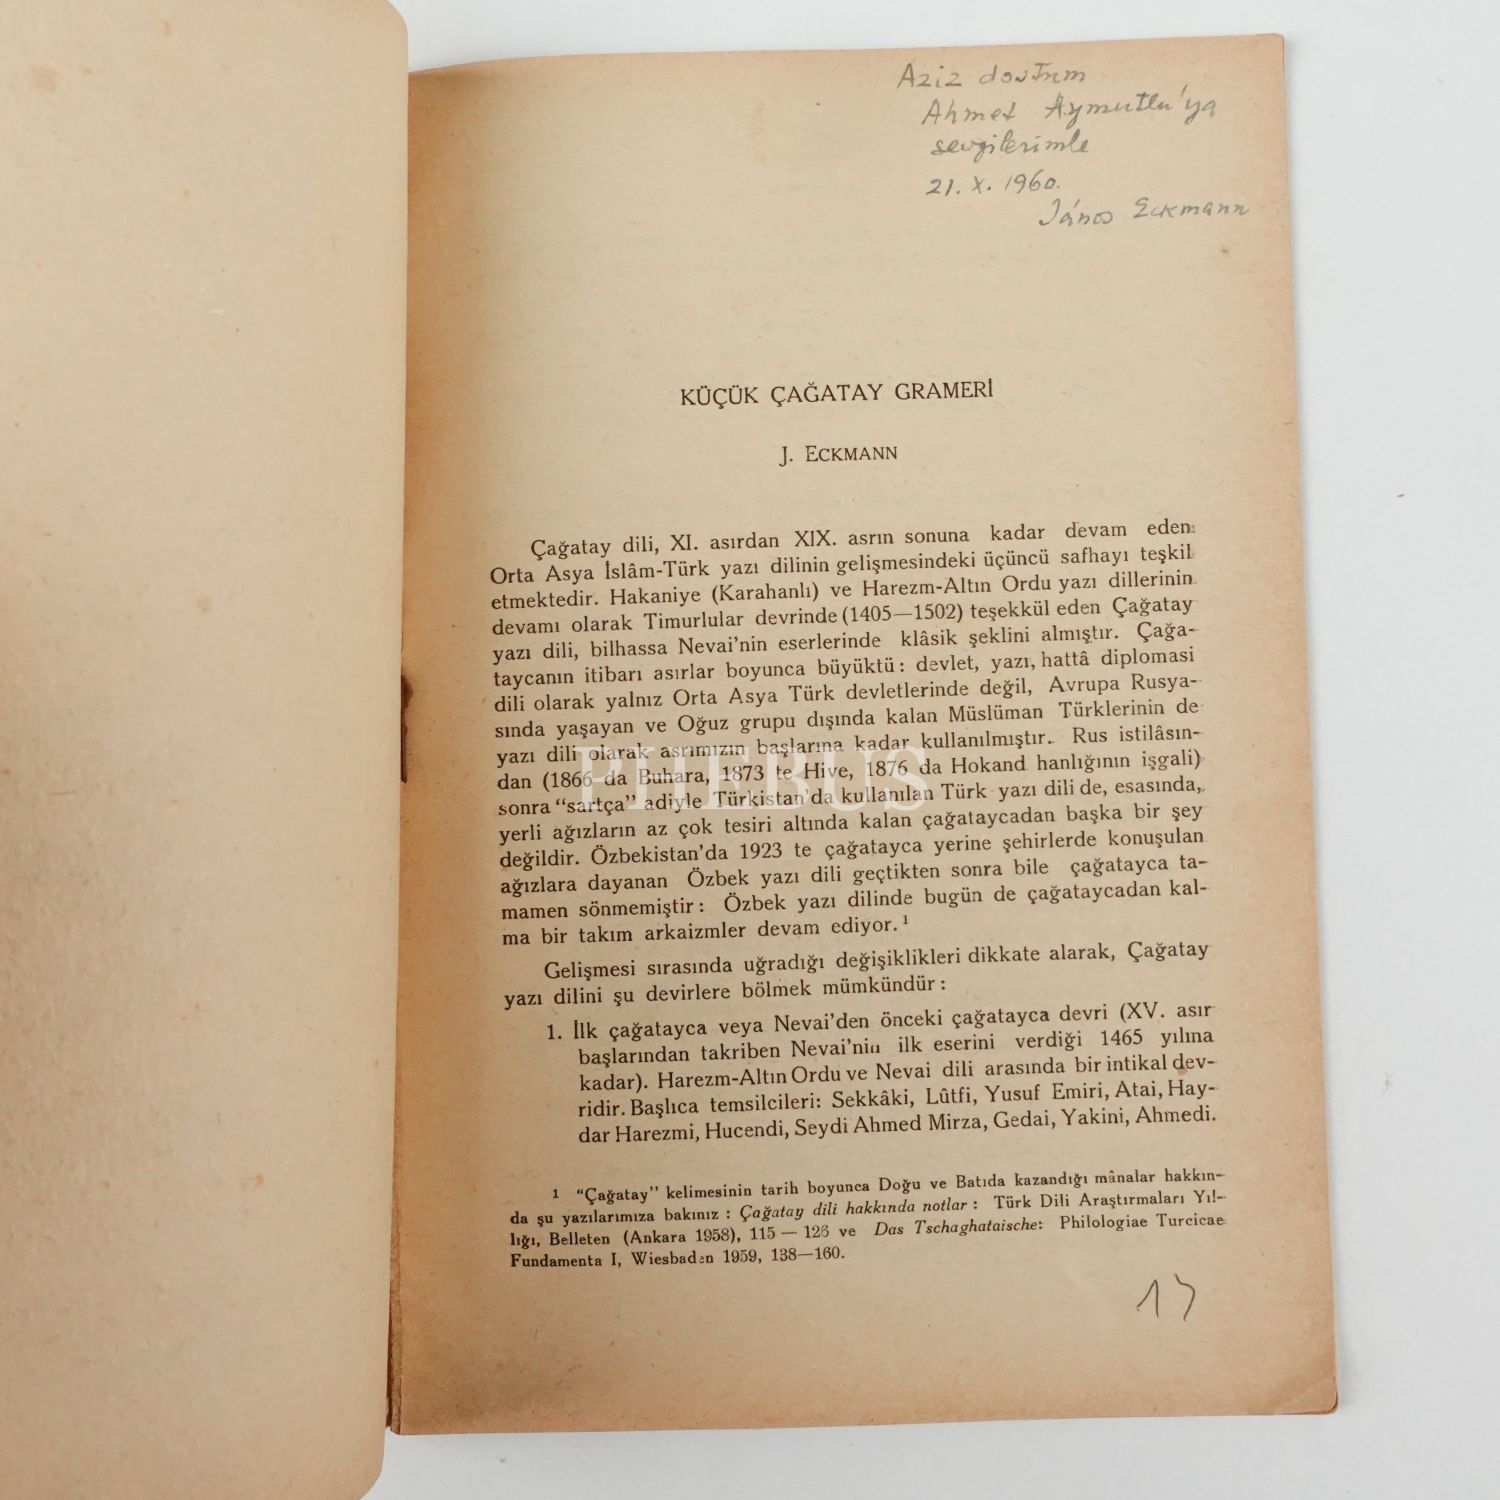 Aziz dostum
Ahmet Aymutlu'ya
sevgilerimle
21. X. 1960.
János Eckmann
KÜÇÜK ÇAĞATAY GRAMERİ
J. ECKMANN
Çağatay dili, XI. asırdan XIX. asrın sonuna kadar devam eden
Orta Asya İslâm-Türk yazı dilinin gelişmesindeki üçüncü safhayı teşkil
etmektedir. Hakaniye (Karahanlı) ve Harezm-Altın Ordu yazı dillerinin
devamı olarak Timurlular devrinde (1405—1502) teşekkül eden Çağatay
yazı dili, bilhassa Nevai'nin eserlerinde klâsik şeklini almıştır. Çağa-
taycanın itibarı asırlar boyunca büyüktü: devlet, yazı, hattâ diplomasi
dili olarak yalnız Orta Asya Türk devletlerinde değil, Avrupa Rusya-
sında yaşayan ve Oğuz grupu dışında kalan Müslüman Türklerinin de
yazı dili olarak asrımızın başlarına kadar kullanılmıştır. Rus istilâsın-
dan (1866 da Buhara, 1873 te Hive, 1876 da Hokand hanlığının işgali)
sonra "sartça" adiyle Türkistan'da kullanılan Türk yazı dili de, esasında,
yerli ağızların az çok tesiri altında kalan çağataycadan başka bir şey
değildir. Özbekistan'da 1923 te çağatayca yerine şehirlerde konuşulan
ağızlara dayanan Özbek yazı dili geçtikten sonra bile çağatayca ta-
mamen sönmemiştir: Özbek yazı dilinde bugün de çağataycadan kal-
ma bir takım arkaizmler devam ediyor.¹
Gelişmesi sırasında uğradığı değişiklikleri dikkate alarak, Çağatay
yazı dilini şu devirlere bölmek mümkündür:
1. İlk çağatayca veya Nevai'den önceki çağatayca devri (XV. asır
başlarından takriben Nevai'nin ilk eserini verdiği 1465 yılına
kadar). Harezm-Altın Ordu ve Nevai dili arasında bir intikal dev-
ridir. Başlıca temsilcileri: Sekkâki, Lûtfi, Yusuf Emiri, Atai, Hay-
dar Harezmi, Hucendi, Seydi Ahmed Mirza, Gedai, Yakini, Ahmedi.
1 "Çağatay" kelimesinin tarih boyunca Doğu ve Batıda kazandığı mânalar hakkın-
da şu yazılarımıza bakınız : Çağatay dili hakkında notlar : Türk Dili Araştırmaları Yıl-
lığı, Belleten (Ankara 1958), 115 — 126 ve Das Tschaghataische: Philologiae Turcicae
Fundamenta I, Wiesbaden 1959, 138—160.
PHEBUS